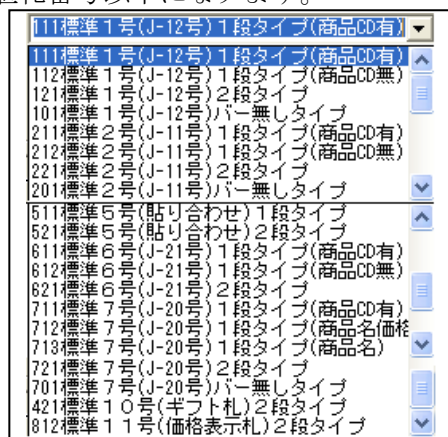 111標準１号(J-12号)１段タイプ(商品CD有)
111標準１号(J-12号)１段タイプ(商品CD有)
112標準１号(J-12号)１段タイプ(商品CD無)
121標準１号(J-12号)２段タイプ
101標準１号(J-12号)バー無しタイプ
211標準２号(J-11号)１段タイプ(商品CD有)
212標準２号(J-11号)１段タイプ(商品CD無)
221標準２号(J-11号)２段タイプ
201標準２号(J-11号)バー無しタイプ
511標準５号(貼り合わせ)１段タイプ
521標準５号(貼り合わせ)２段タイプ
611標準６号(J-21号)１段タイプ(商品CD有)
612標準６号(J-21号)１段タイプ(商品CD無)
621標準６号(J-21号)２段タイプ
711標準７号(J-20号)１段タイプ(商品CD有)
712標準７号(J-20号)１段タイプ(商品名価格
713標準７号(J-20号)１段タイプ(商品名)
721標準７号(J-20号)２段タイプ
701標準７号(J-20号)バー無しタイプ
421標準１０号(ギフト札)２段タイプ
812標準１１号(価格表示札)２段タイプ